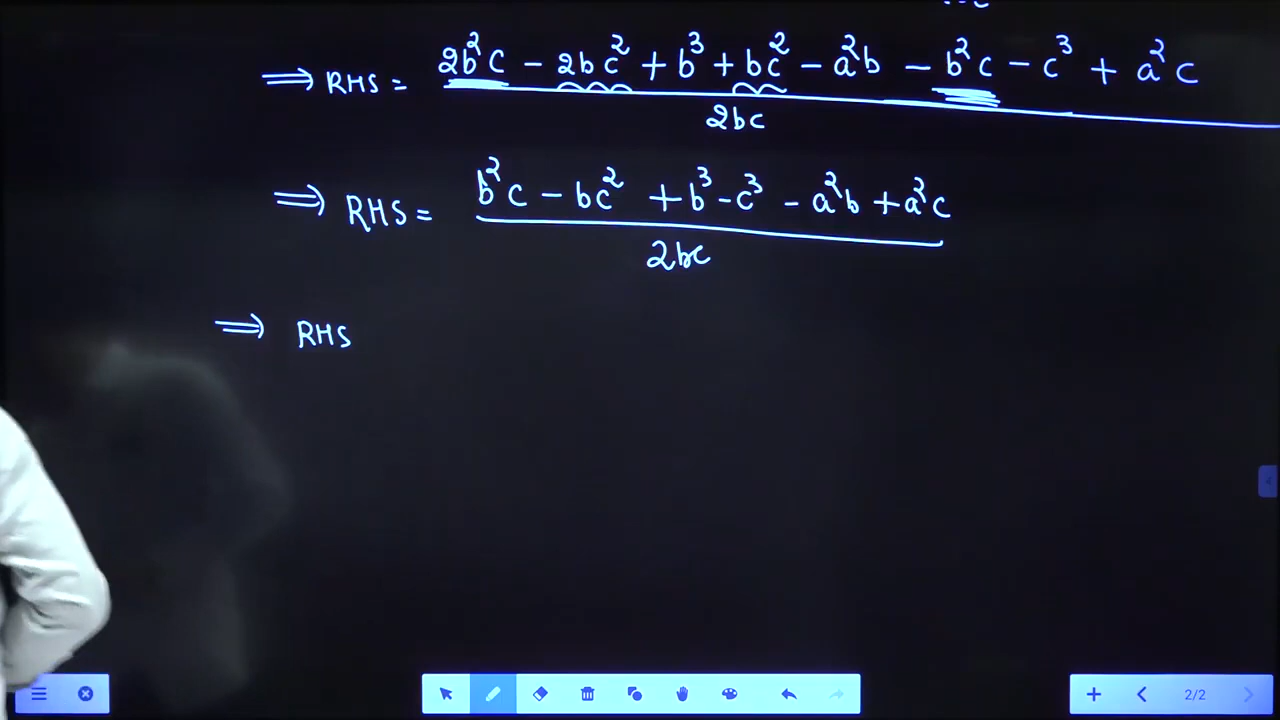 ⟹ RHS = 2b²c - 2bc² + b³ + bc² - a²b - b²c - c³ + a²c
2bc
⟹ RHS = b²c - bc² + b³ - c³ - a²b + a²c
2bc
⟹ RHS
2/2